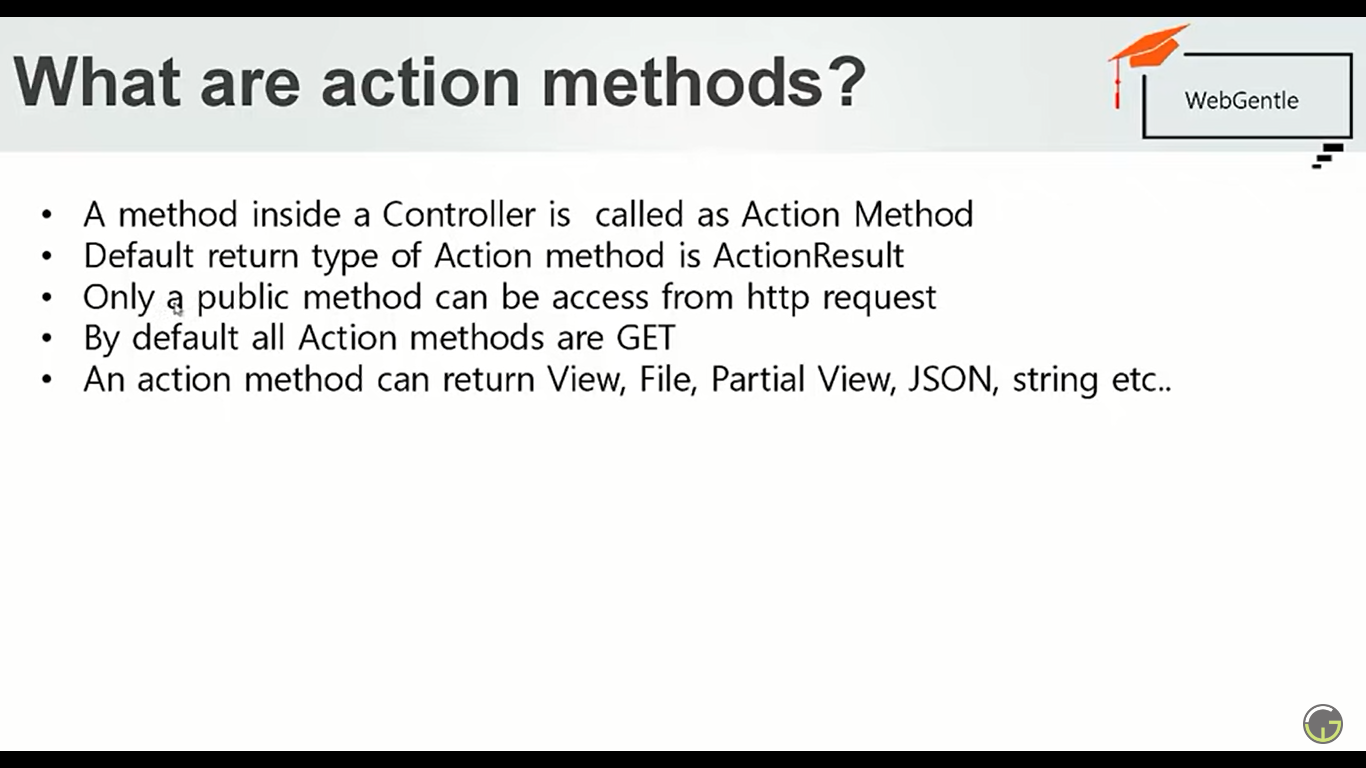 What are action methods?
WebGentle
• A method inside a Controller is called as Action Method
• Default return type of Action method is ActionResult
• Only a public method can be access from http request
• By default all Action methods are GET
• An action method can return View, File, Partial View, JSON, string etc..